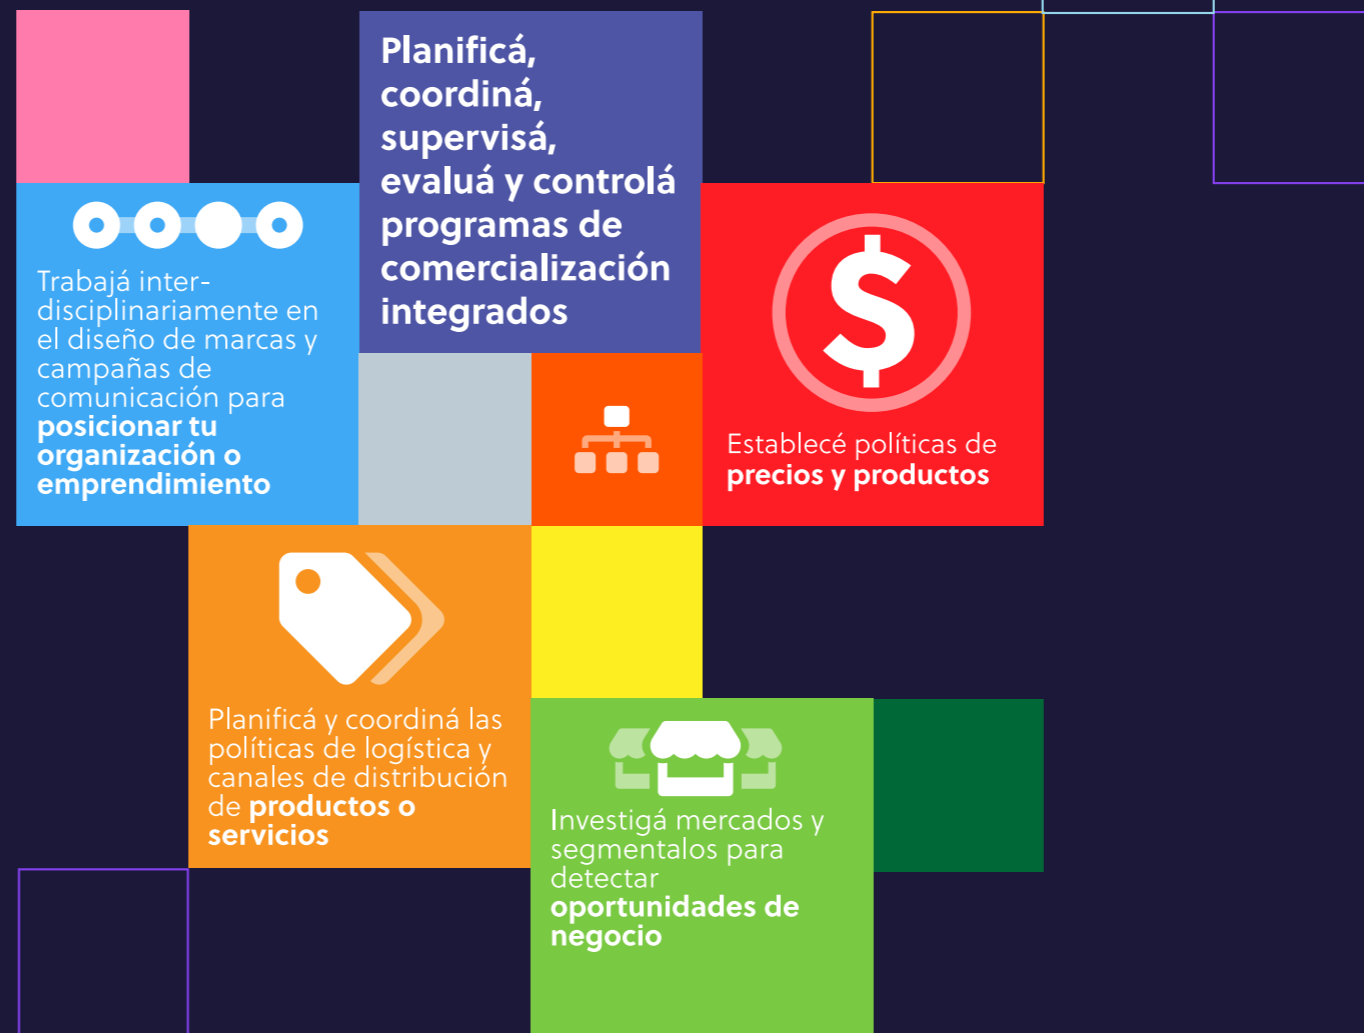 Planificá,
coordiná,
supervisá,
evaluá y controlá
programas de
comercialización
integrados
Trabajá inter-
disciplinariamente en
el diseño de marcas y
campañas de
comunicación para
posicionar tu
organización o
emprendimiento
Establecé políticas de
precios y productos
Planificá y coordiná las
políticas de logística y
canales de distribución
de productos o
servicios
Investigá mercados y
segmentalos para
detectar
oportunidades de
negocio